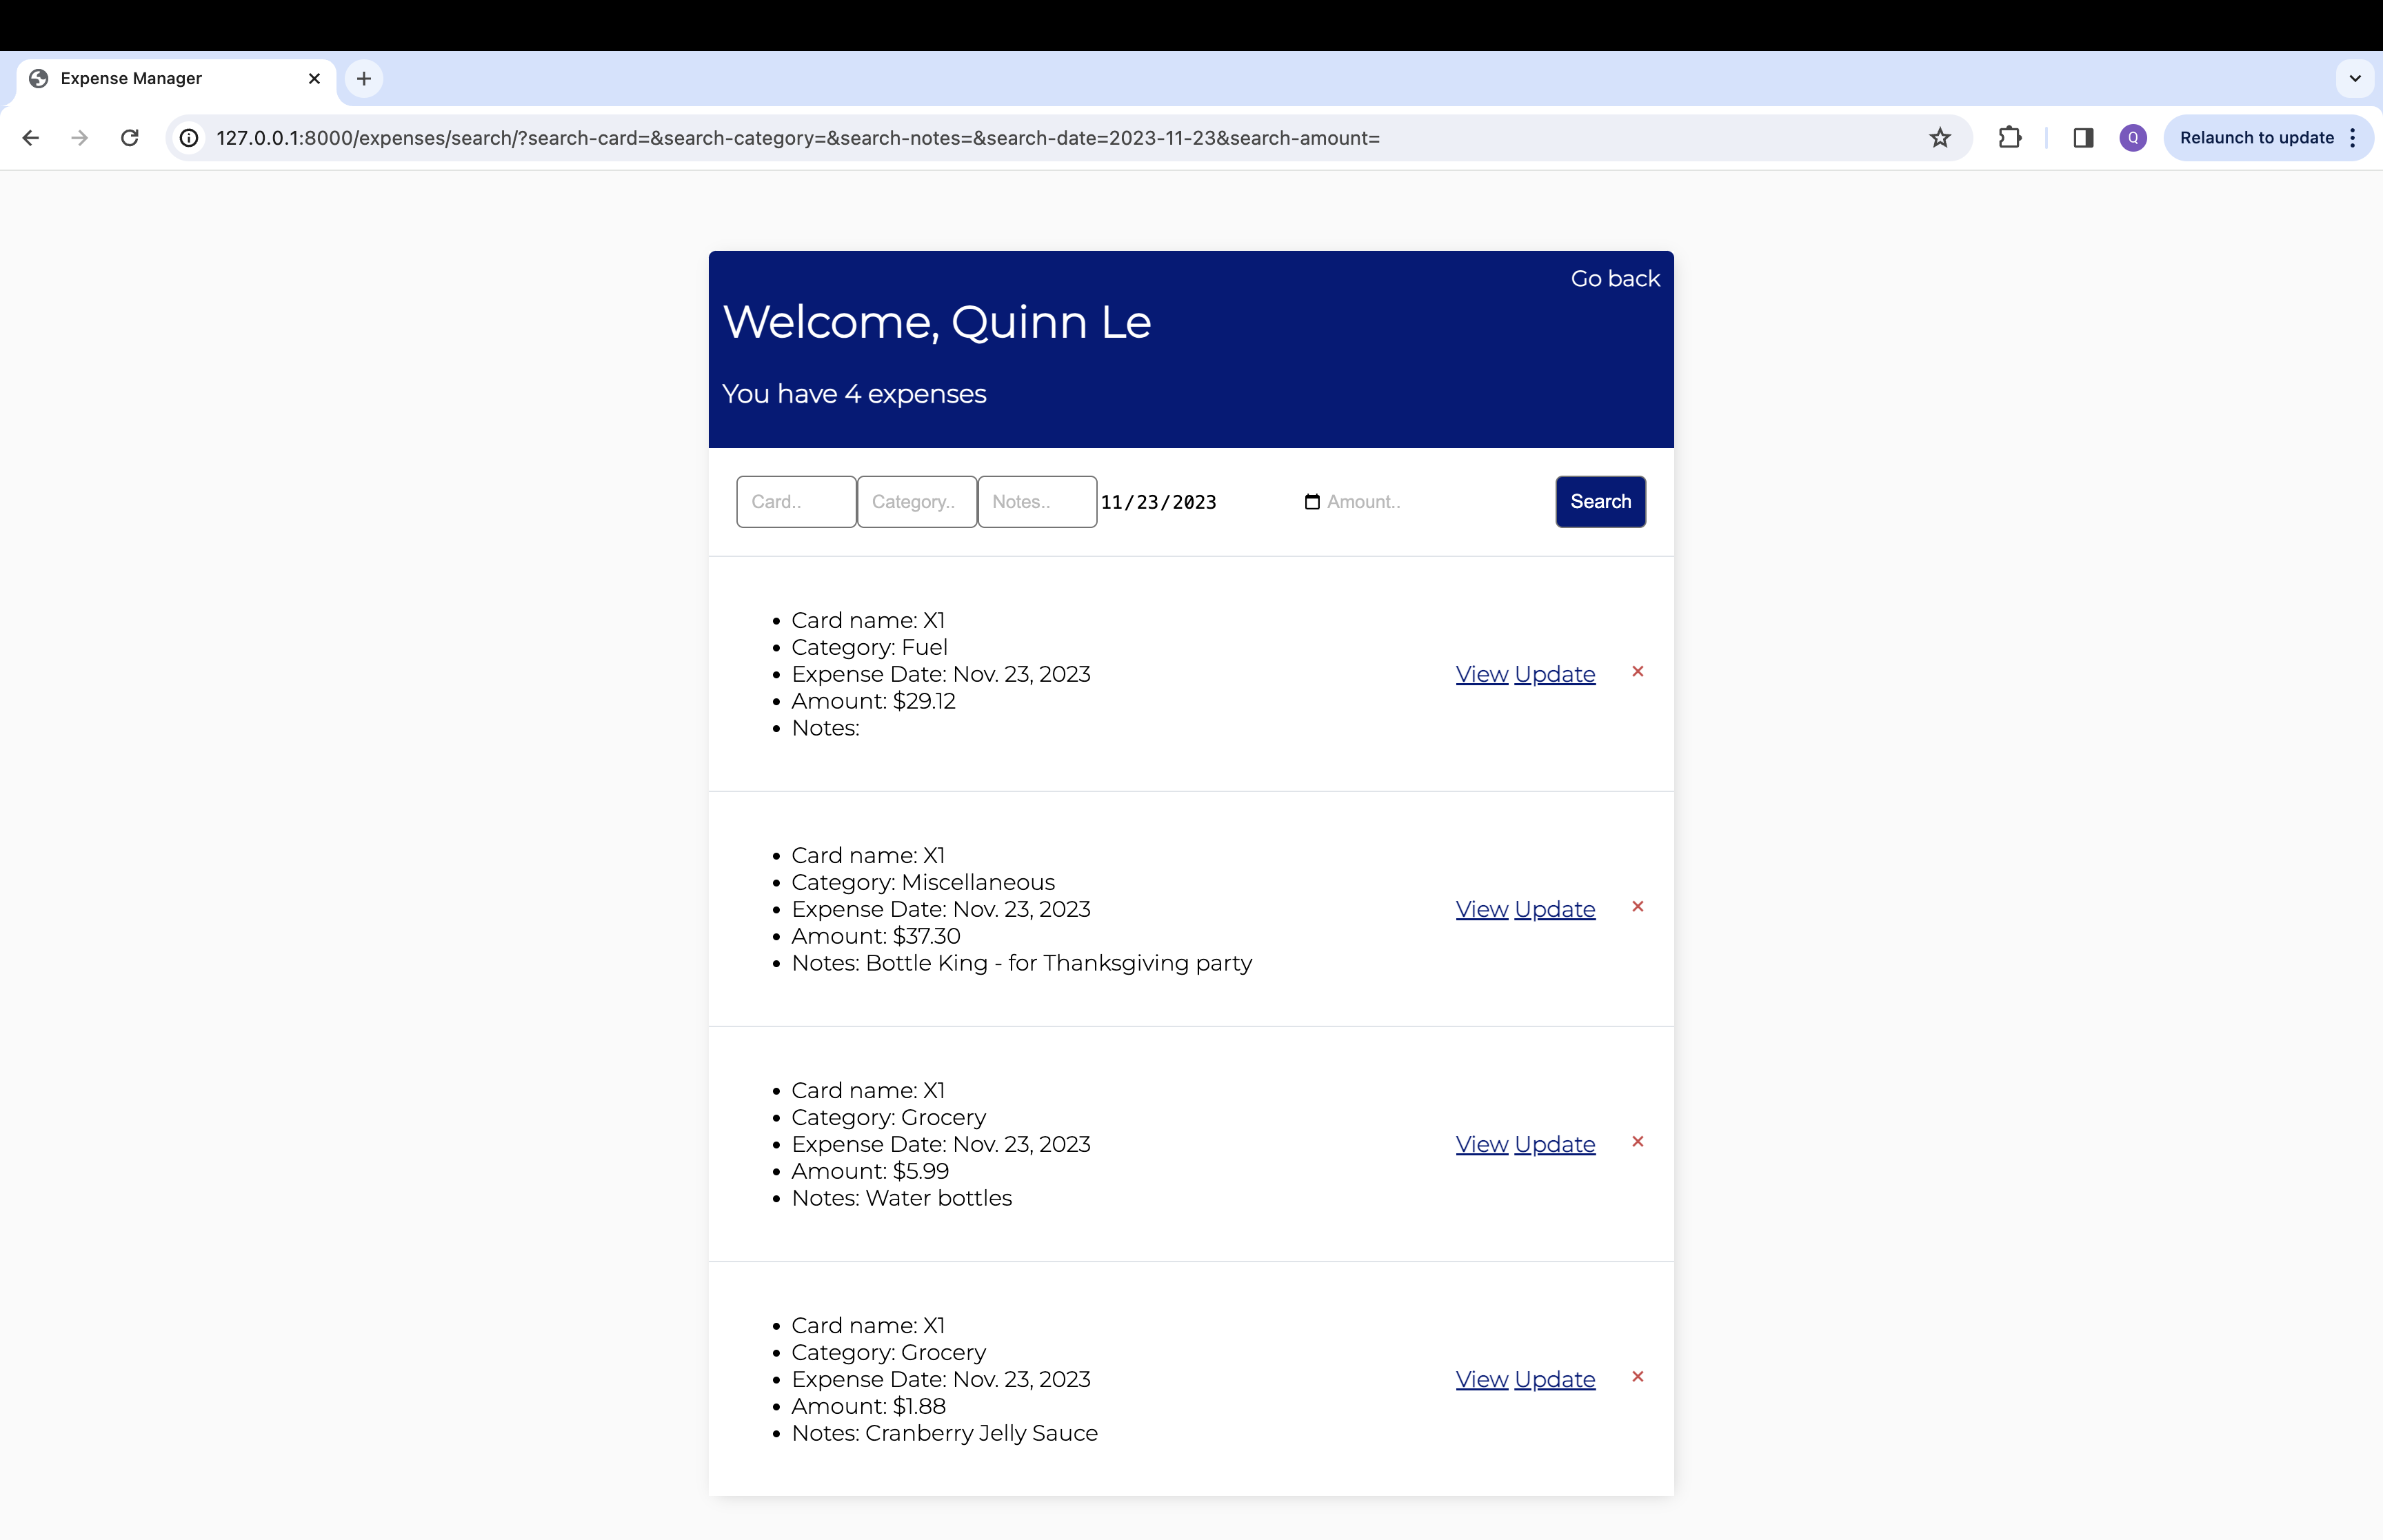 Expense Manager
127.0.0.1:8000/expenses/search/?search-card=&search-category=&search-notes=&search-date=2023-11-23&search-amount=
Q
Relaunch to update
Go back
Welcome, Quinn Le
You have 4 expenses
Card.. Category.. Notes.. 11/23/2023 Amount.. Search
Card name: X1
Category: Fuel
Expense Date: Nov. 23, 2023
View Update
Amount: $29.12
Notes:
Card name: X1
Category: Miscellaneous
Expense Date: Nov. 23, 2023
View Update
Amount: $37.30
Notes: Bottle King - for Thanksgiving party
Card name: X1
Category: Grocery
Expense Date: Nov. 23, 2023
View Update
Amount: $5.99
Notes: Water bottles
Card name: X1
Category: Grocery
Expense Date: Nov. 23, 2023
View Update
Amount: $1.88
Notes: Cranberry Jelly Sauce